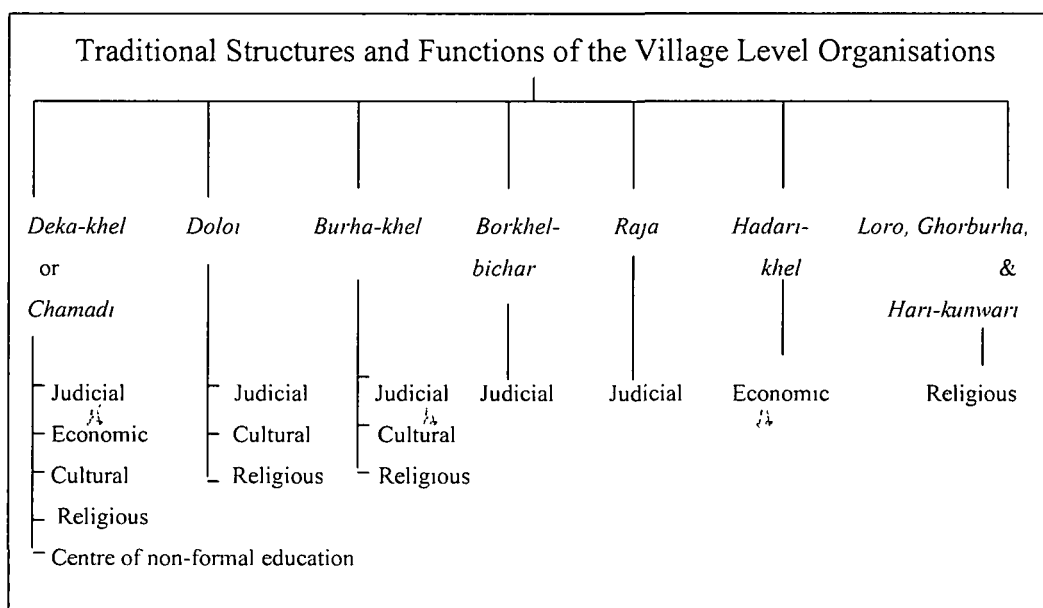 Traditional Structures and Functions of the Village Level Organisations
Deka-khel
or
Chamadi
Doloi
Burha-khel
Borkhel-
bichar
Raja
Hadari-
khel
Loro, Ghorburha,
&
Hari-kunwari
Judicial
Economic
Cultural
Religious
Centre of non-formal education
Judicial
Cultural
Religious
Judicial
Cultural
Religious
Judicial
Judicial
Economic
Religious